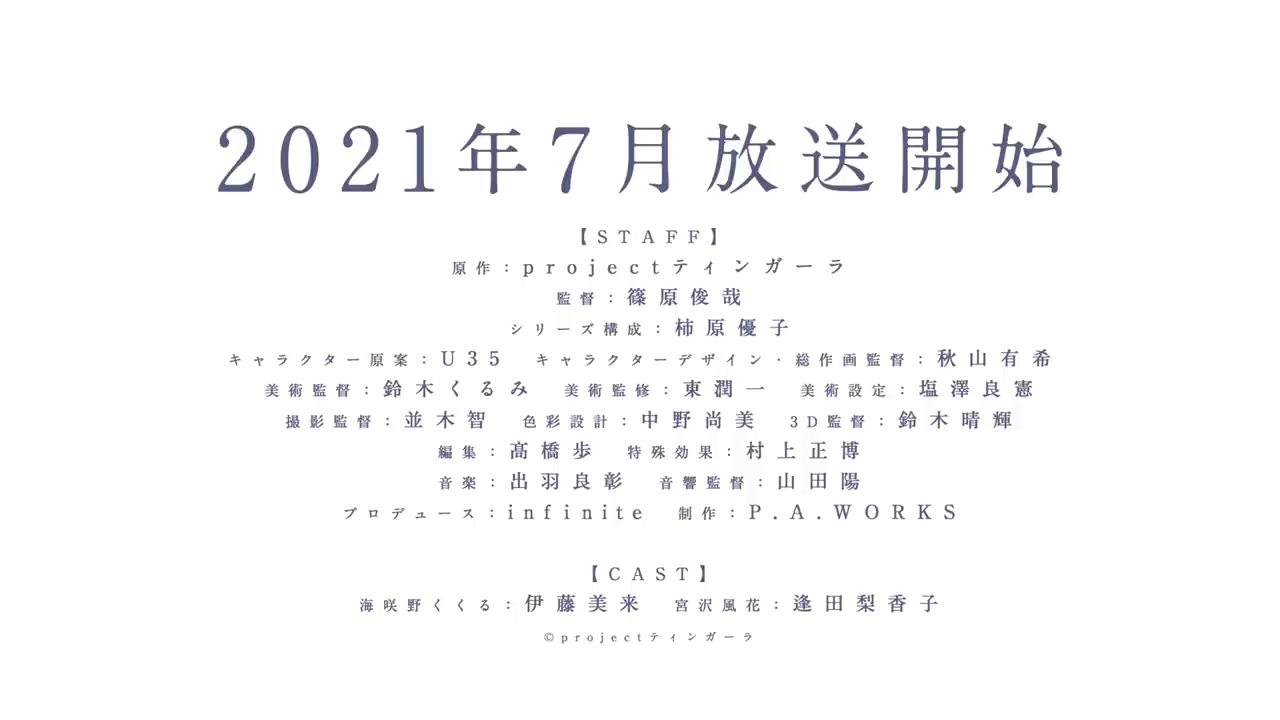 2021年7月放送開始
【STAFF】
原作：projectティンガーラ
監督：篠原俊哉
シリーズ構成：柿原優子
キャラクター原案：U35　キャラクターデザイン・総作画監督：秋山有希
美術監督：鈴木くるみ　美術監修：東潤一　美術設定：塩澤良憲
撮影監督：並木智　色彩設計：中野尚美　3D監督：鈴木晴輝
編集：髙橋歩　特殊効果：村上正博
音楽：出羽良彰　音響監督：山田陽
プロデュース：infinite　制作：P.A.WORKS
【CAST】
海咲野くくる：伊藤美来　宮沢風花：逢田梨香子
©projectティンガーラ